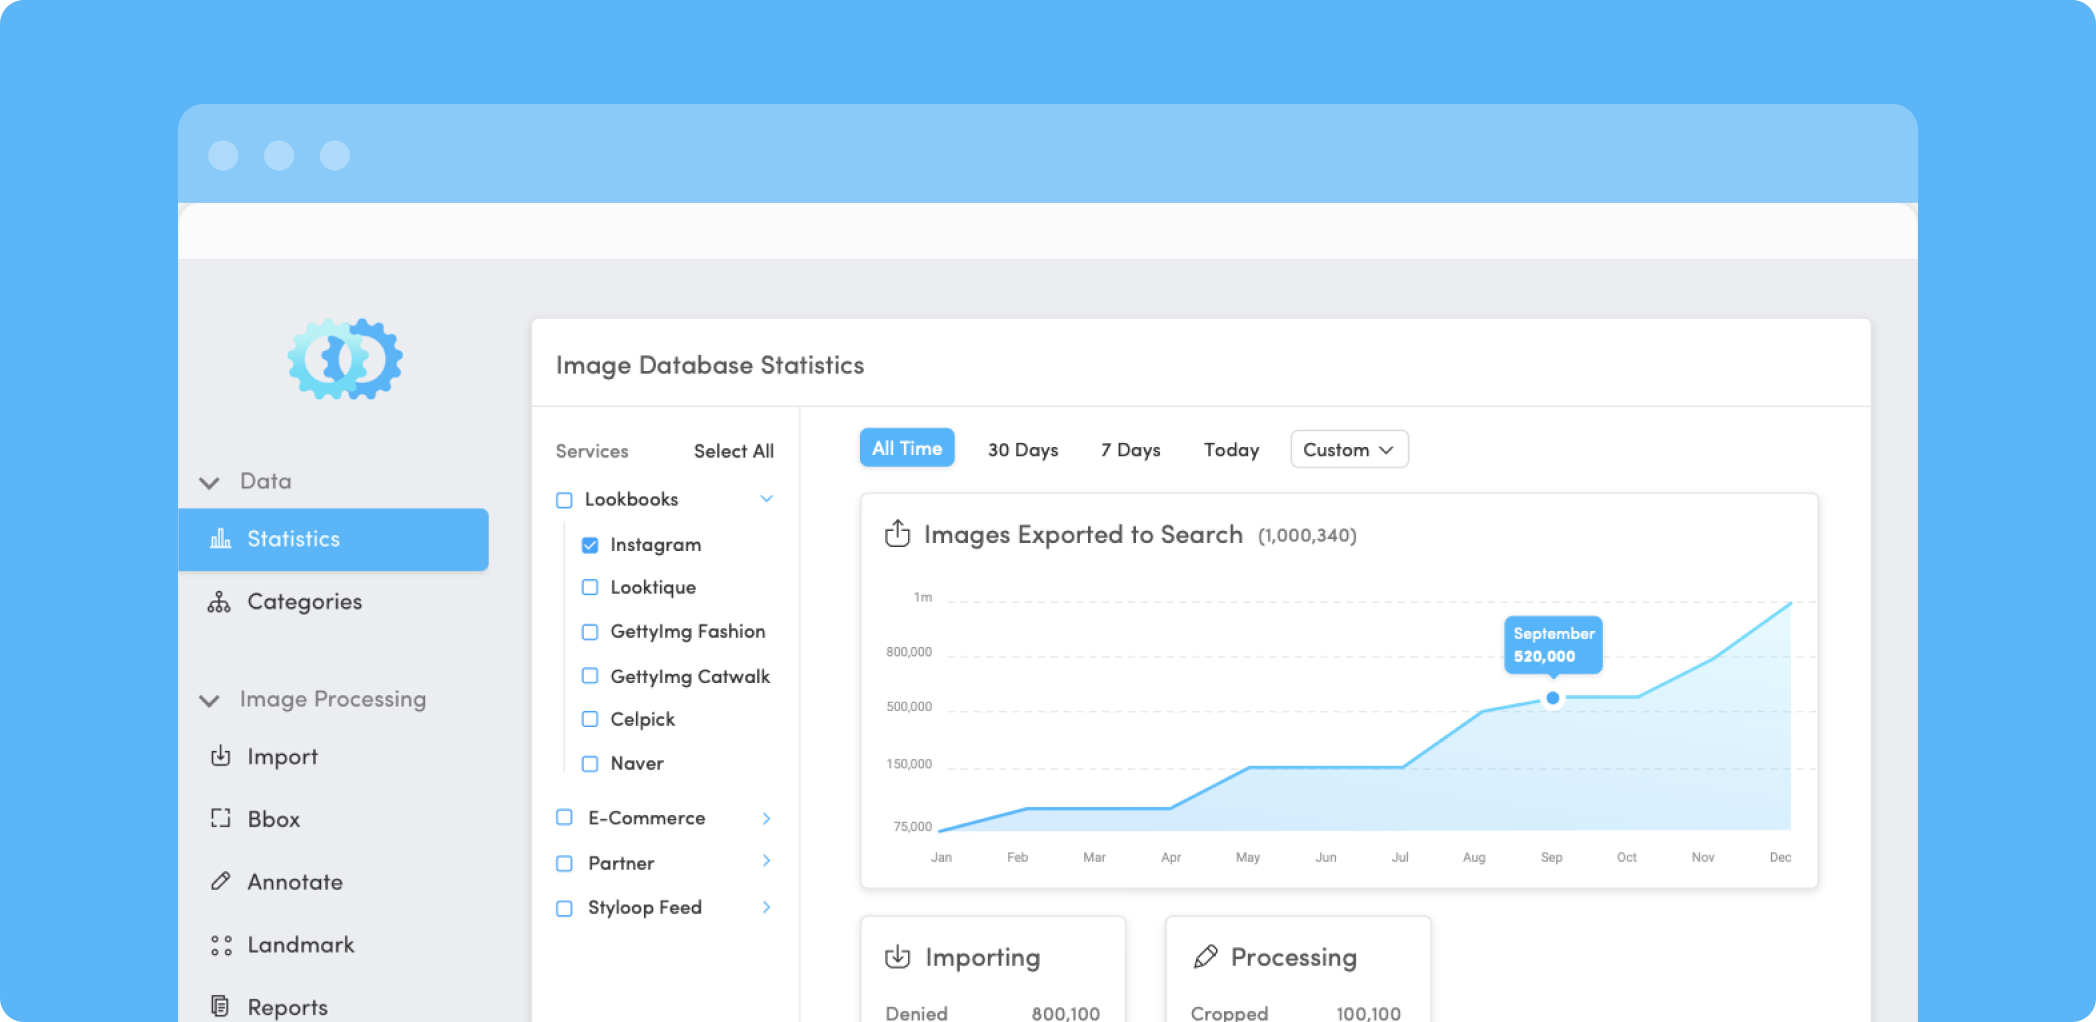 Data
Statistics
Categories
Image Processing
Import
Bbox
Annotate
Landmark
Reports
Image Database Statistics
Services Select All
Lookbooks
Instagram
Looktique
GettyImg Fashion
GettyImg Catwalk
Celpick
Naver
E-Commerce
Partner
Styloop Feed
All Time 30 Days 7 Days Today Custom
Images Exported to Search (1,000,340)
1m
800,000
500,000
150,000
75,000
September
520,000
Jan Feb Mar Apr May Jun Jul Aug Sep Oct Nov Dec
Importing
Denied 800,100
Processing
Cropped 100,100